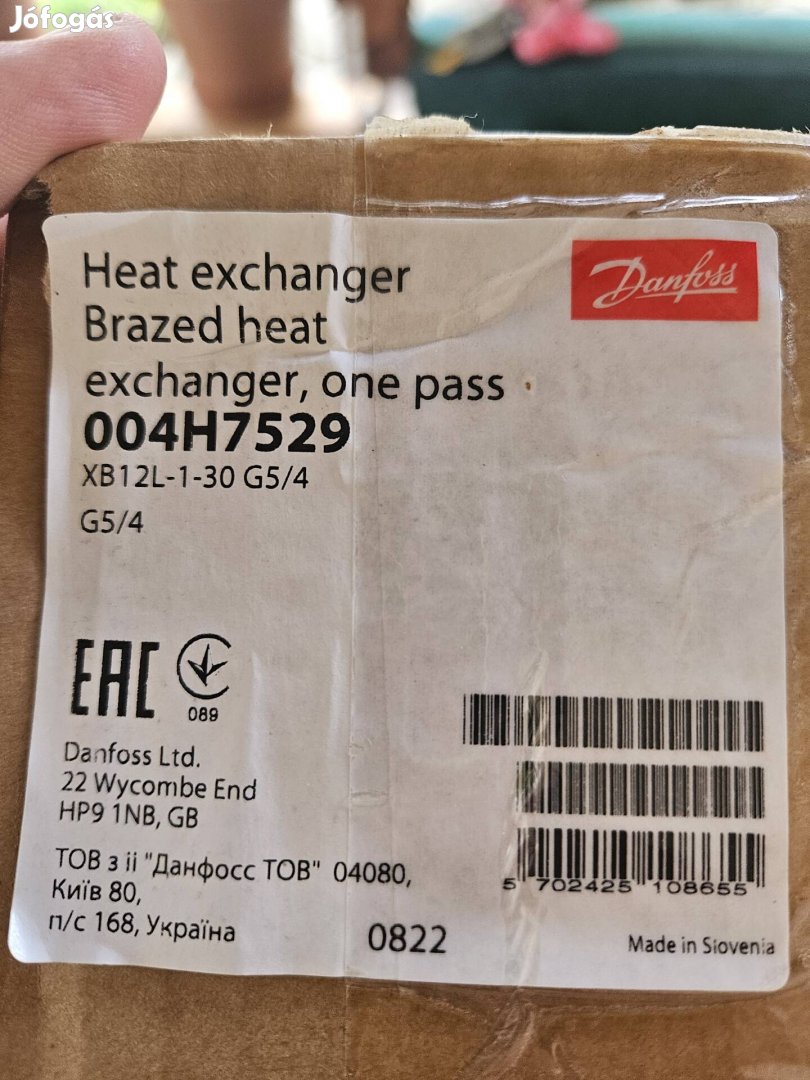 Jófogás
Heat exchanger
Brazed heat
exchanger, one pass
004H7529
XB12L-1-30 G5/4
G5/4
Danfoss
EAC
089
Danfoss Ltd.
22 Wycombe End
HP9 1NB, GB
ТОВ з іі "Данфосс ТОВ" 04080,
Київ 80,
п/с 168, Україна
0822
5 702425 108655
Made in Slovenia